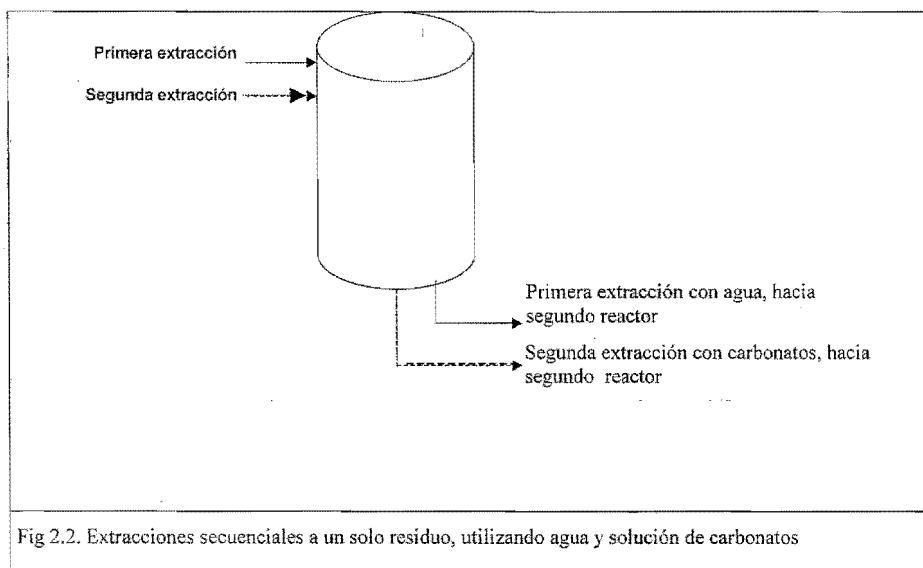 Primera extracción
Segunda extracción
Primera extracción con agua, hacia
segundo reactor
Segunda extracción con carbonatos, hacia
segundo reactor
Fig 2.2. Extracciones secuenciales a un solo residuo, utilizando agua y solución de carbonatos